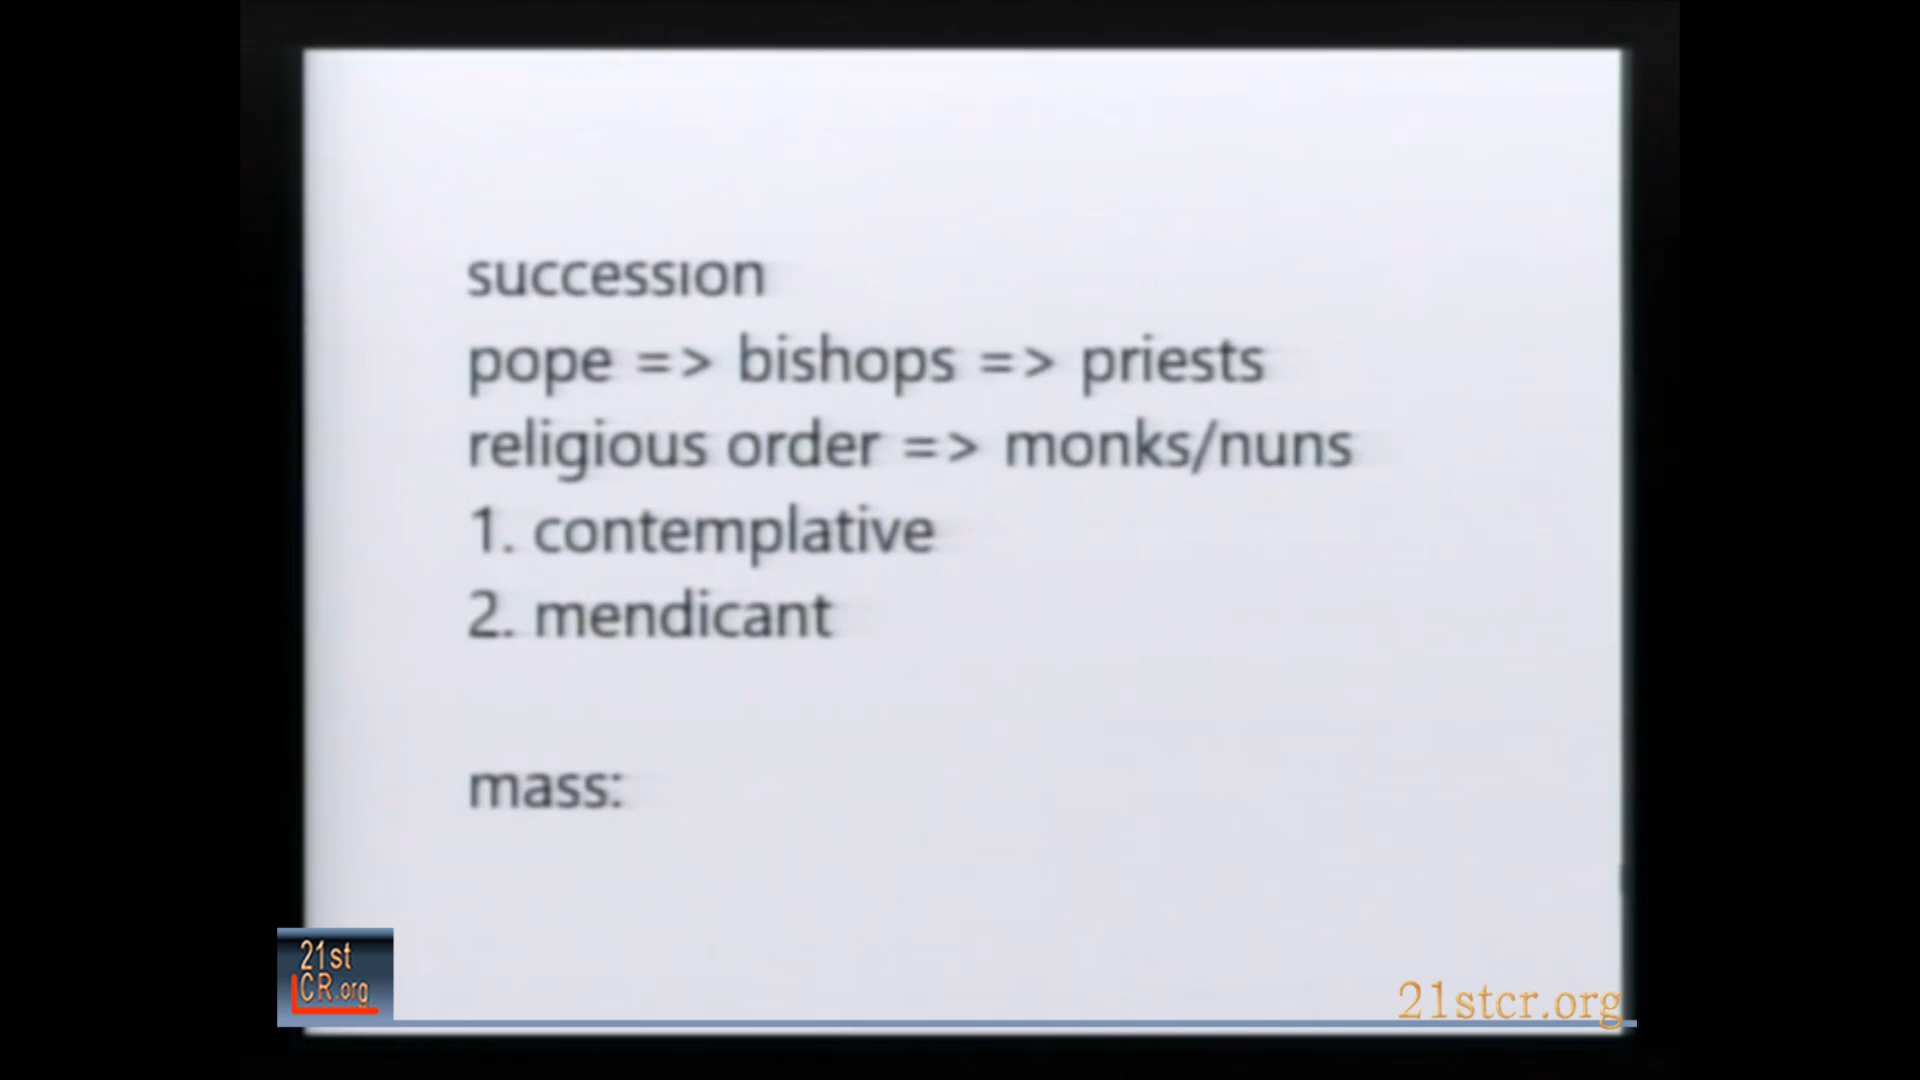 succession
pope => bishops => priests
religious order => monks/nuns
1. contemplative
2. mendicant
mass:
21st
CR.org
21stcr.org